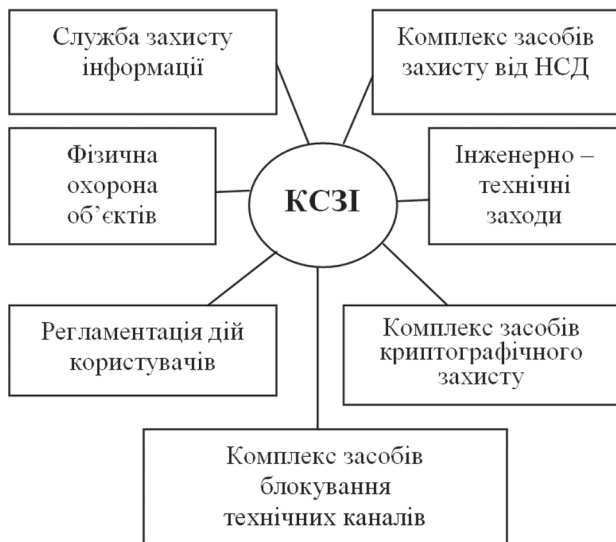 Служба захисту
інформації
Комплекс засобів
захисту від НСД
Фізична
охорона
об’єктів
КСЗІ
Інженерно –
технічні
заходи
Регламентація дій
користувачів
Комплекс засобів
криптографічного
захисту
Комплекс засобів
блокування
технічних каналів